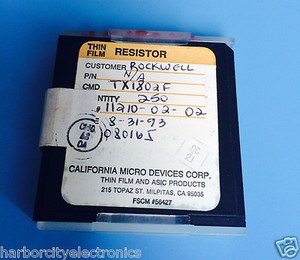 THIN
FILM
RESISTOR
CUSTOMER ROCKWELL
P/N N/A
CMD TX1802F
NTITY 250
11210-02-02
8-31-93
080165
CALIFORNIA MICRO DEVICES CORP.
THIN FILM AND ASIC PRODUCTS
215 TOPAZ ST. MILPITAS, CA 95035
FSCM #56427
harborcityelectronics